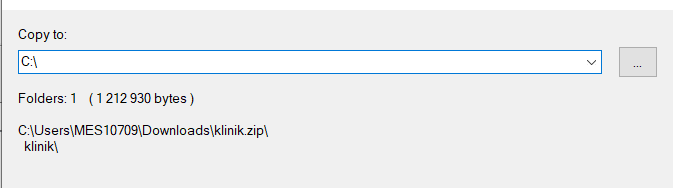 Copy to:
C:\
...
Folders: 1 ( 1 212 930 bytes )
C:\Users\MES10709\Downloads\klinik.zip\
klinik\